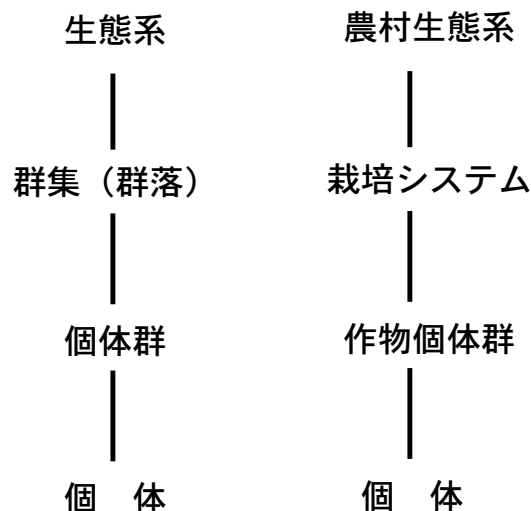 生態系
農村生態系
群集（群落）
栽培システム
個体群
作物個体群
個　体
個　体